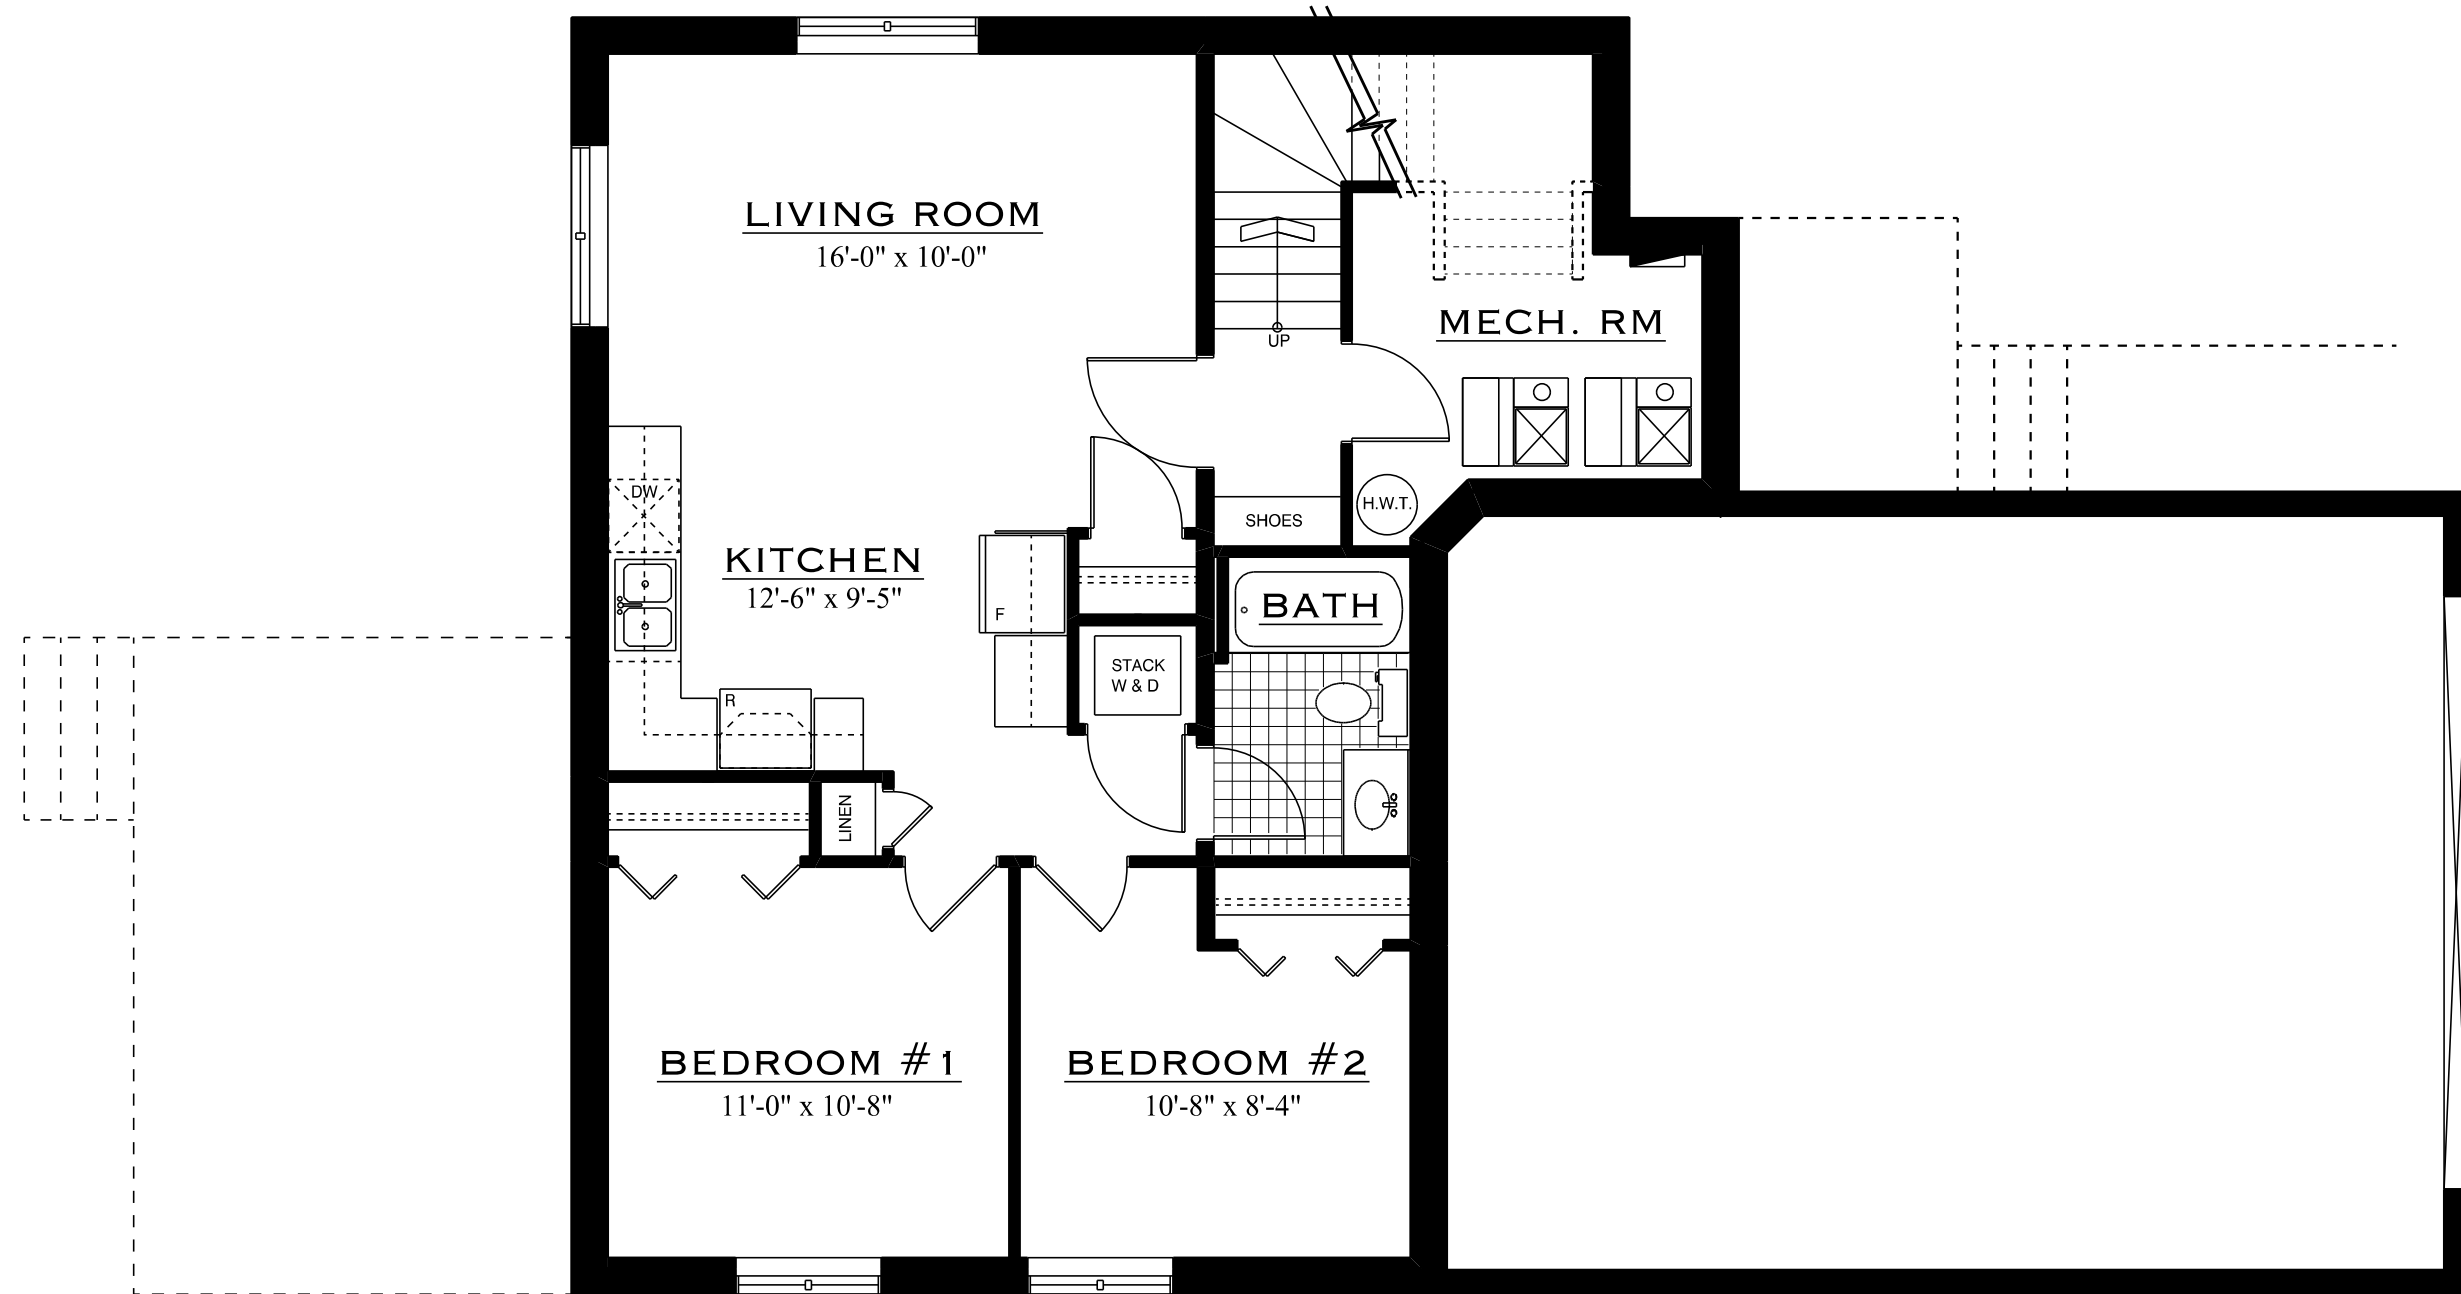 LIVING ROOM
16'-0" x 10'-0"
UP
MECH. RM
DW
SHOES
H.W.T.
KITCHEN
12'-6" x 9'-5"
F
BATH
STACK
W & D
R
LINEN
BEDROOM #1
11'-0" x 10'-8"
BEDROOM #2
10'-8" x 8'-4"